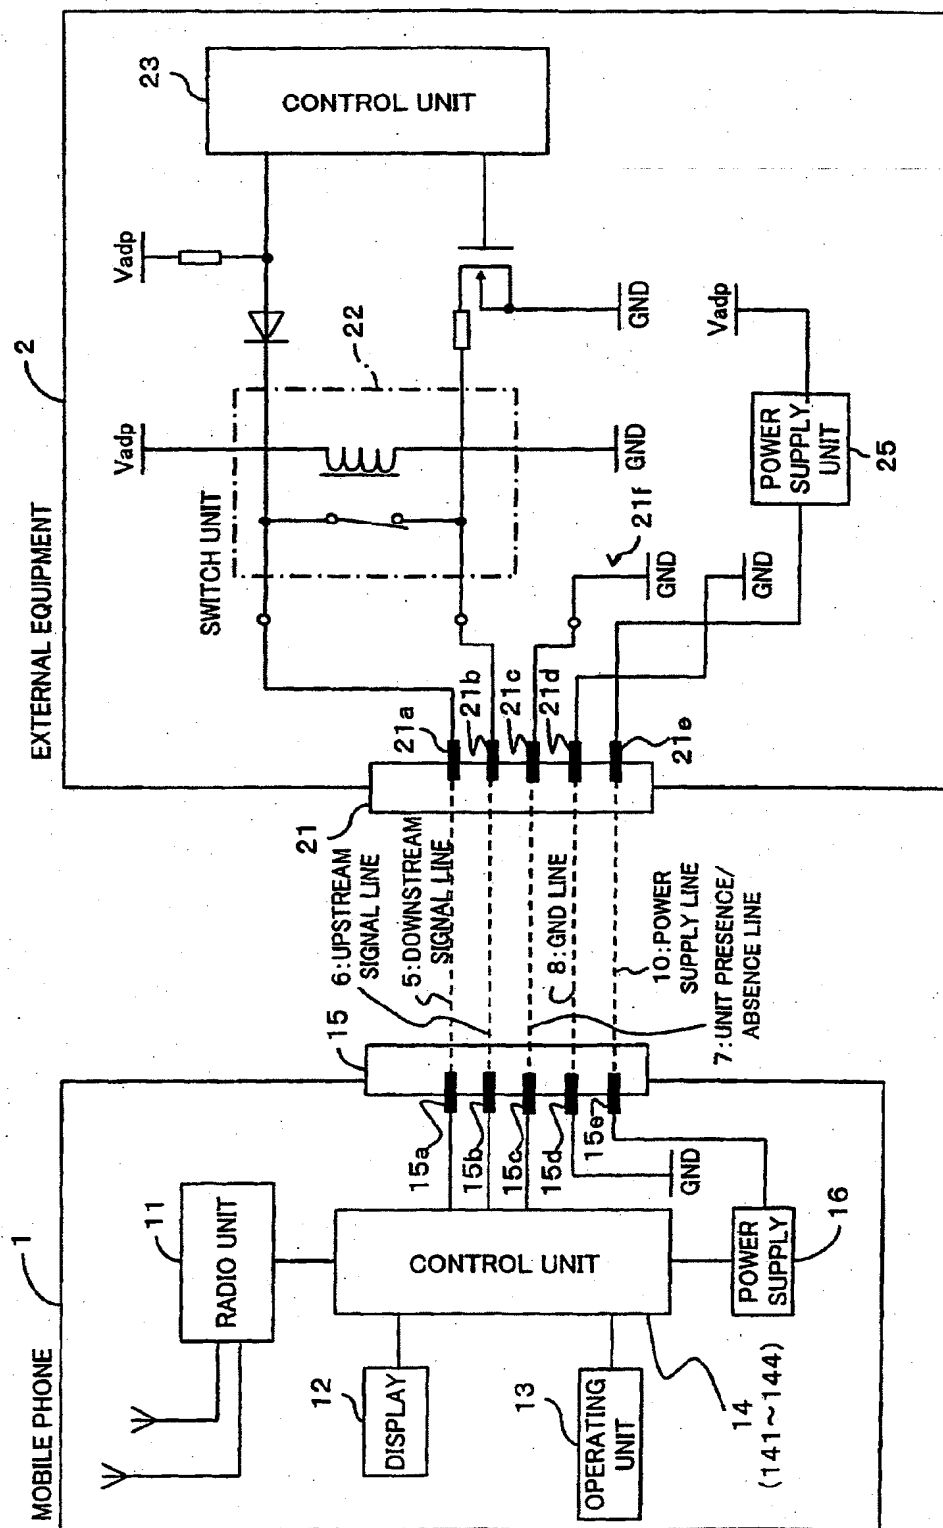 MOBILE PHONE
1
11
RADIO UNIT
12
DISPLAY
13
OPERATING
UNIT
CONTROL UNIT
14
(141~144)
POWER
SUPPLY
16
GND
15
15a
15b
15c
15d
15e
6:UPSTREAM
SIGNAL LINE
5:DOWNSTREAM
SIGNAL LINE
8:GND LINE
10:POWER
SUPPLY LINE
7:UNIT PRESENCE/
ABSENCE LINE
EXTERNAL EQUIPMENT
2
21
21a
21b
21c
21d
21e
21f
SWITCH UNIT
22
Vadp
Vadp
GND
GND
GND
GND
23
CONTROL UNIT
Vadp
POWER
SUPPLY
UNIT
25